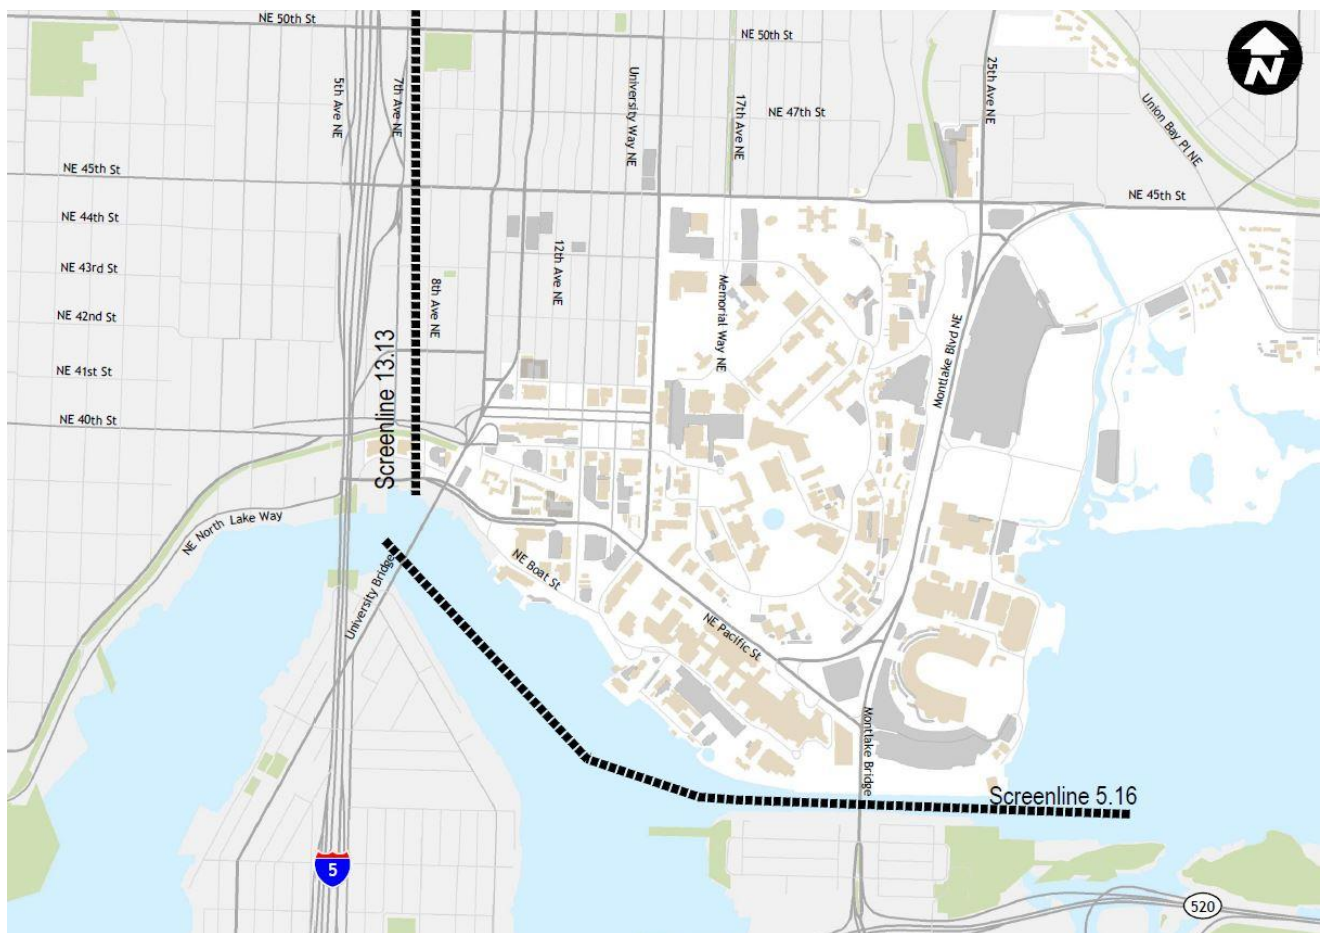 NE 50th St
NE 50th St
N
5th Ave NE
7th Ave NE
University Way NE
17th Ave NE
NE 47th St
25th Ave NE
Union Bay Pl NE
NE 45th St
NE 45th St
NE 44th St
NE 43rd St
12th Ave NE
8th Ave NE
Memorial Way NE
NE 42nd St
Montlake Blvd NE
NE 41st St
Screenline 13.13
NE 40th St
NE North Lake Way
University Bridge
NE Boat St
NE Pacific St
Montlake Bridge
Screenline 5.16
5
520